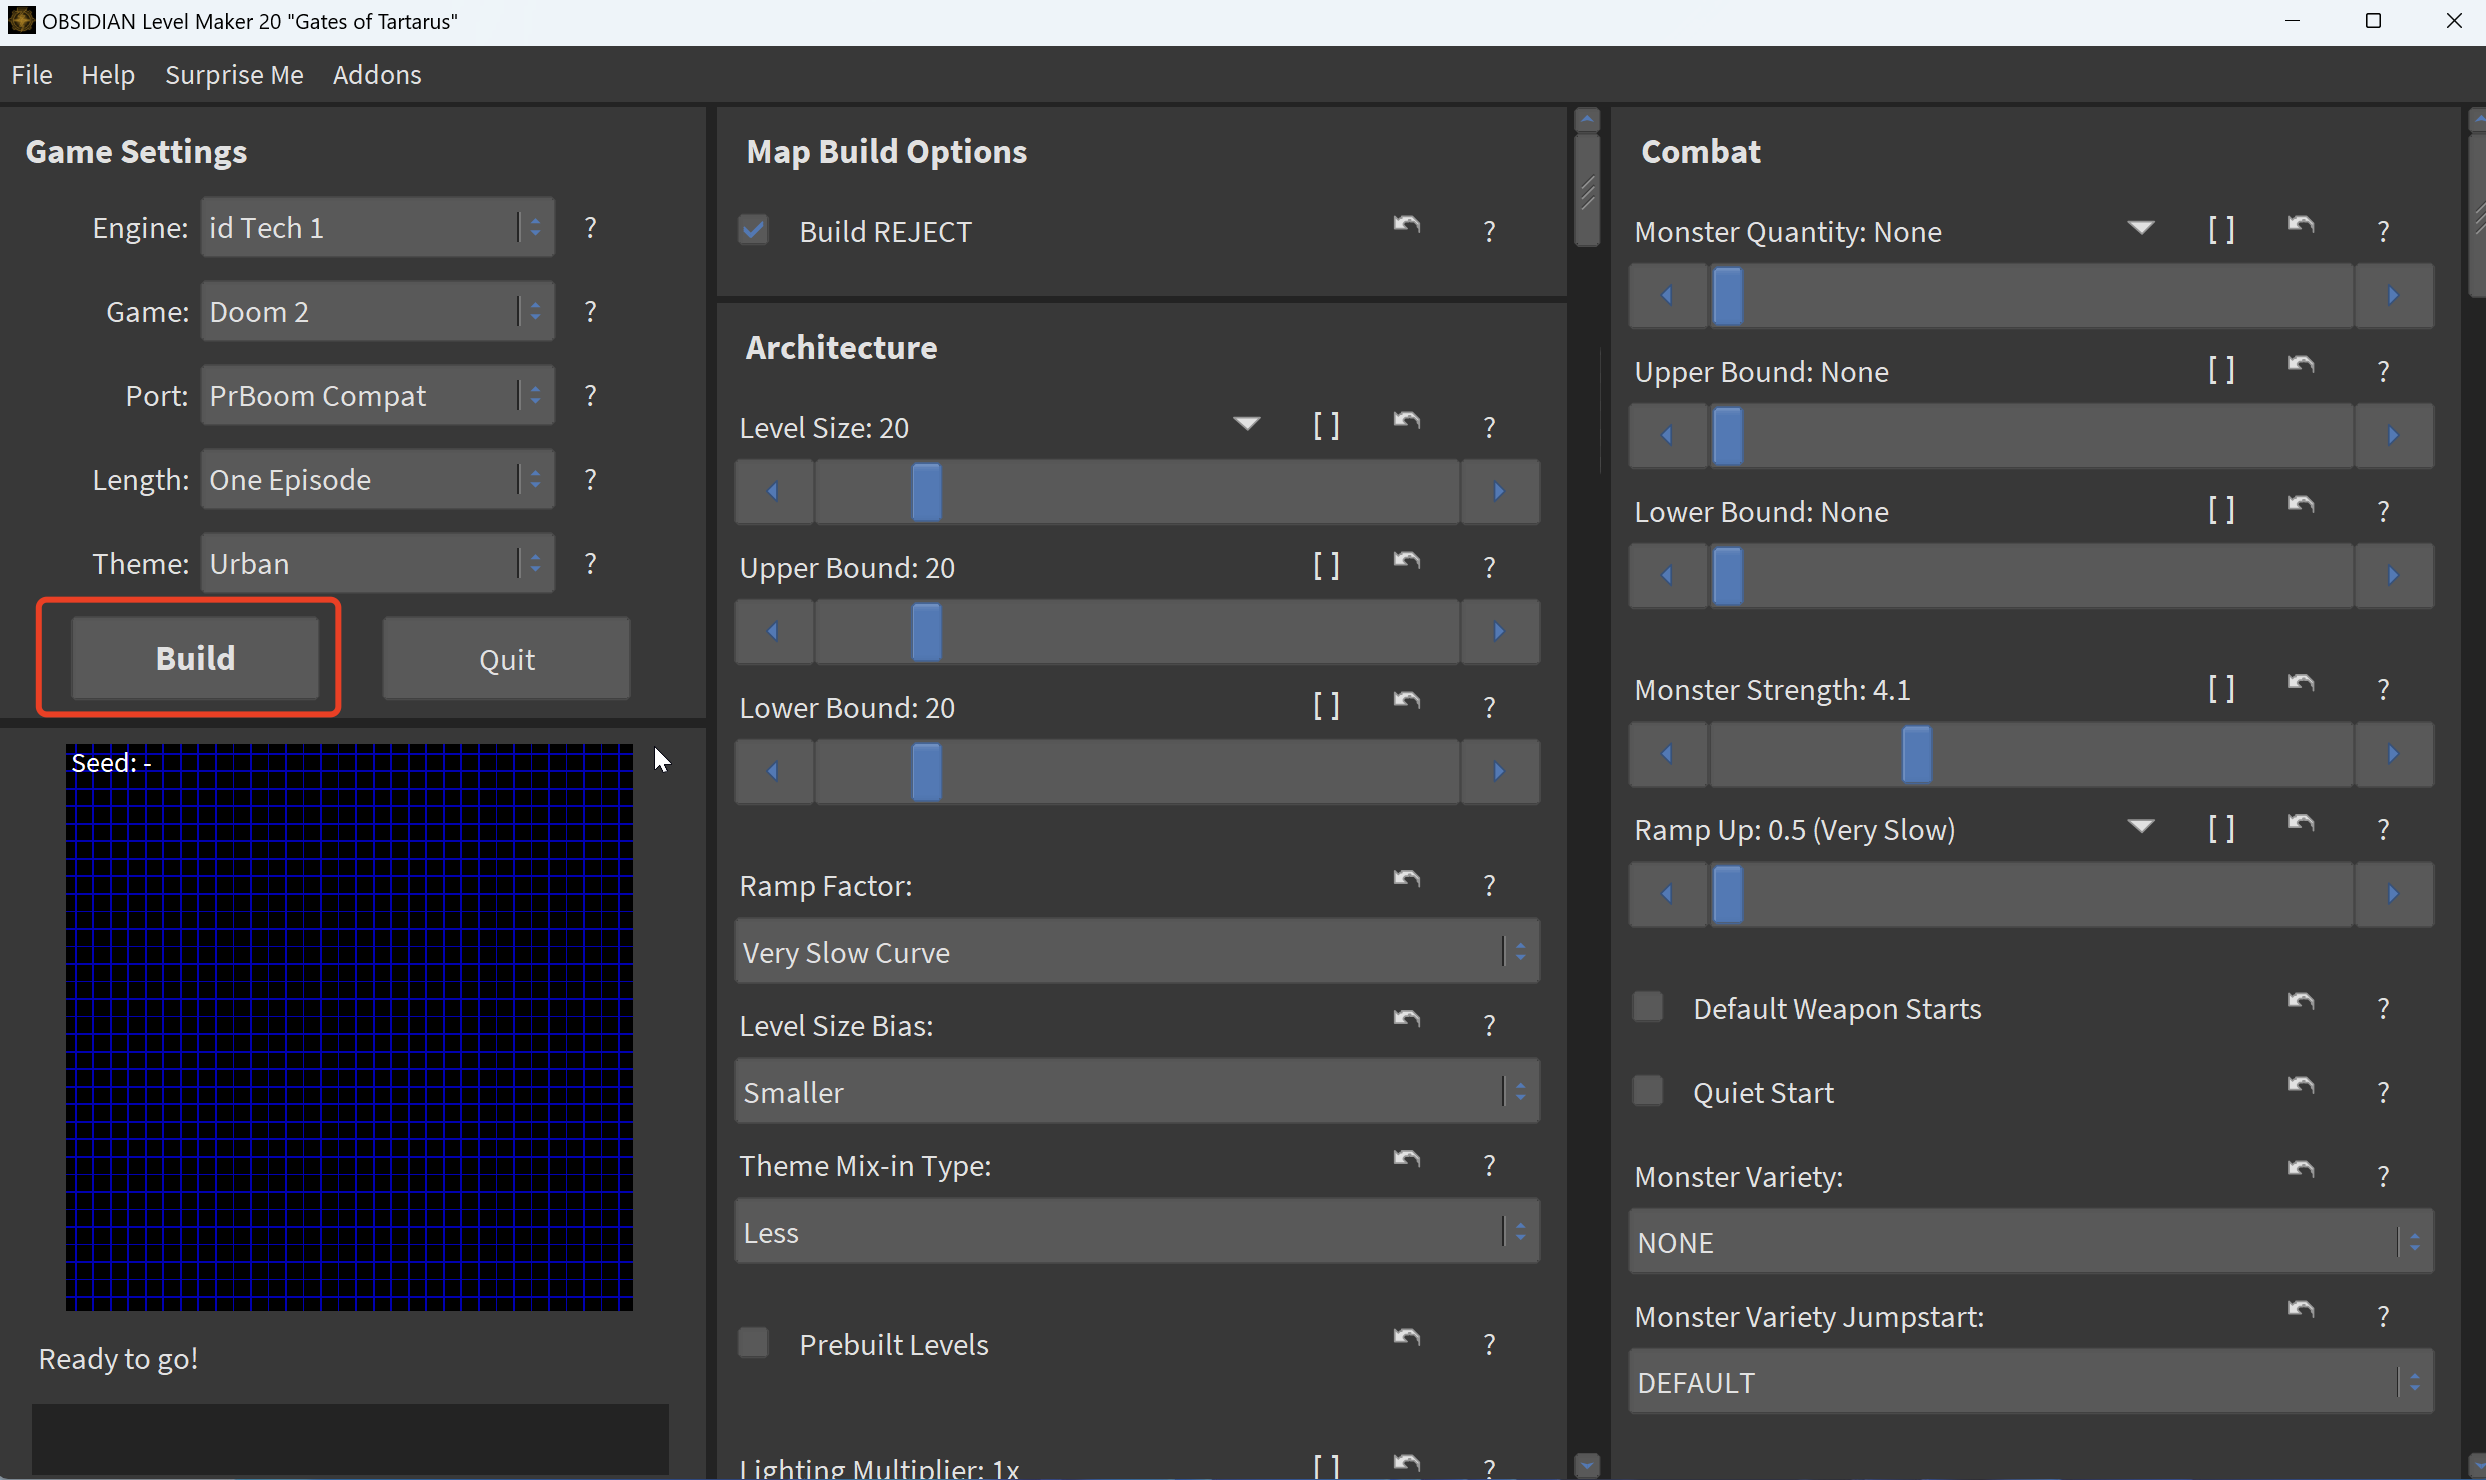 OBSIDIAN Level Maker 20 "Gates of Tartarus"
File Help Surprise Me Addons
Game Settings
Engine: id Tech 1 ?
Game: Doom 2 ?
Port: PrBoom Compat ?
Length: One Episode ?
Theme: Urban ?
Build Quit
Seed: -
Ready to go!
Map Build Options
Build REJECT ?
Architecture
Level Size: 20 [ ] ?
Upper Bound: 20 [ ] ?
Lower Bound: 20 [ ] ?
Ramp Factor: ?
Very Slow Curve
Level Size Bias: ?
Smaller
Theme Mix-in Type: ?
Less
Prebuilt Levels ?
Lighting Multiplier: 1x [ ] ?
Combat
Monster Quantity: None [ ] ?
Upper Bound: None [ ] ?
Lower Bound: None [ ] ?
Monster Strength: 4.1 [ ] ?
Ramp Up: 0.5 (Very Slow) [ ] ?
Default Weapon Starts ?
Quiet Start ?
Monster Variety: ?
NONE
Monster Variety Jumpstart: ?
DEFAULT